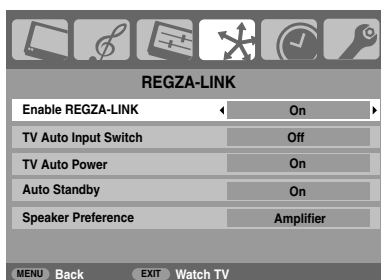 REGZA-LINK
Enable REGZA-LINK On
TV Auto Input Switch Off
TV Auto Power On
Auto Standby On
Speaker Preference Amplifier
MENU Back EXIT Watch TV